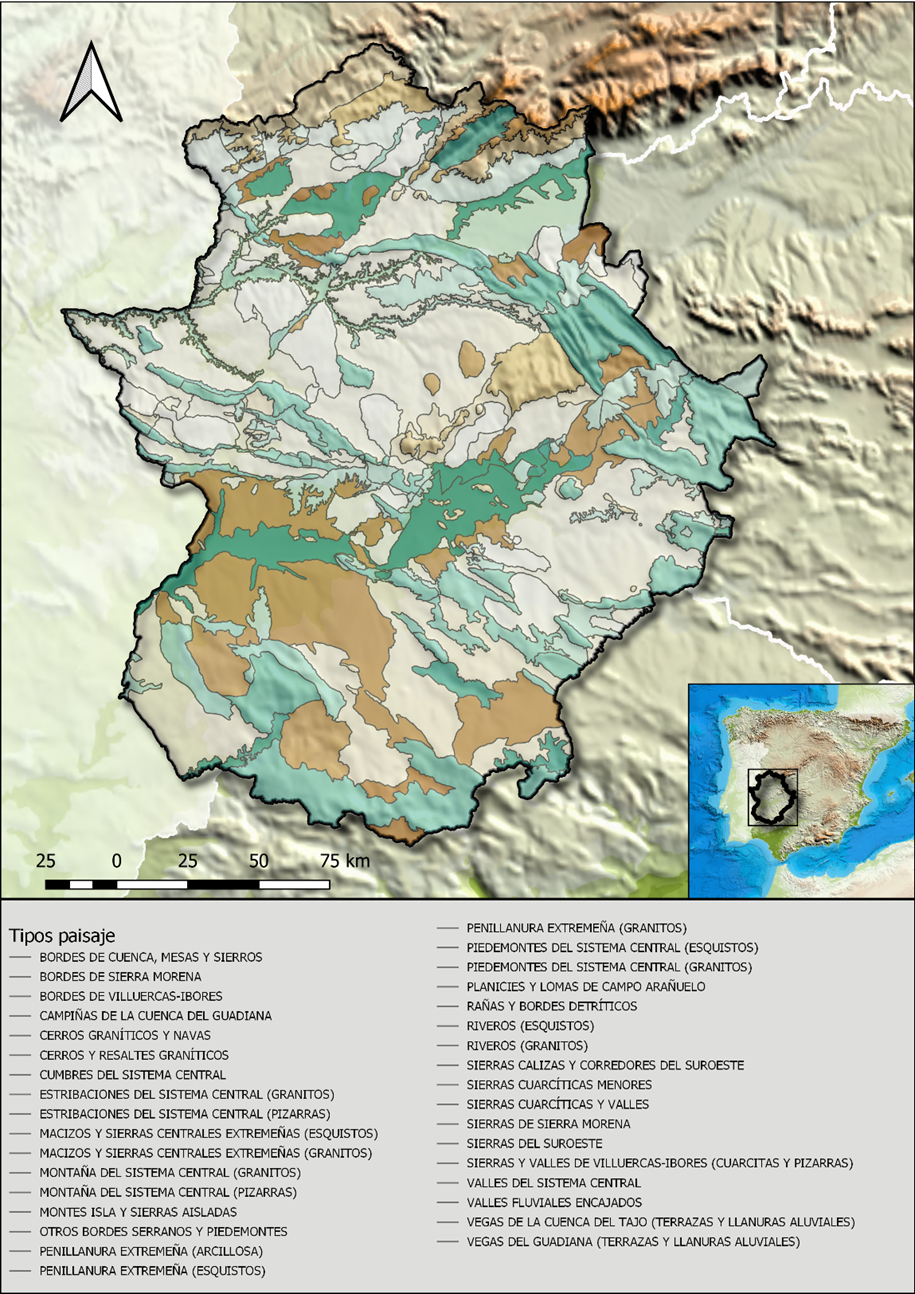 25 0 25 50 75 km
Tipos paisaje
BORDES DE CUENCA, MESAS Y SIERROS
BORDES DE SIERRA MORENA
BORDES DE VILLUERCAS-IBORES
CAMPIÑAS DE LA CUENCA DEL GUADIANA
CERROS GRANÍTICOS Y NAVAS
CERROS Y RESALTES GRANÍTICOS
CUMBRES DEL SISTEMA CENTRAL
ESTRIBACIONES DEL SISTEMA CENTRAL (GRANITOS)
ESTRIBACIONES DEL SISTEMA CENTRAL (PIZARRAS)
MACIZOS Y SIERRAS CENTRALES EXTREMEÑAS (ESQUISTOS)
MACIZOS Y SIERRAS CENTRALES EXTREMEÑAS (GRANITOS)
MONTAÑA DEL SISTEMA CENTRAL (GRANITOS)
MONTAÑA DEL SISTEMA CENTRAL (PIZARRAS)
MONTES ISLA Y SIERRAS AISLADAS
OTROS BORDES SERRANOS Y PIEDEMONTES
PENILLANURA EXTREMEÑA (ARCILLOSA)
PENILLANURA EXTREMEÑA (ESQUISTOS)
PENILLANURA EXTREMEÑA (GRANITOS)
PIEDEMONTES DEL SISTEMA CENTRAL (ESQUISTOS)
PIEDEMONTES DEL SISTEMA CENTRAL (GRANITOS)
PLANICIES Y LOMAS DE CAMPO ARAÑUELO
RAÑAS Y BORDES DETRÍTICOS
RIVEROS (ESQUISTOS)
RIVEROS (GRANITOS)
SIERRAS CALIZAS Y CORREDORES DEL SUROESTE
SIERRAS CUARCÍTICAS MENORES
SIERRAS CUARCÍTICAS Y VALLES
SIERRAS DE SIERRA MORENA
SIERRAS DEL SUROESTE
SIERRAS Y VALLES DE VILLUERCAS-IBORES (CUARCITAS Y PIZARRAS)
VALLES DEL SISTEMA CENTRAL
VALLES FLUVIALES ENCAJADOS
VEGAS DE LA CUENCA DEL TAJO (TERRAZAS Y LLANURAS ALUVIALES)
VEGAS DEL GUADIANA (TERRAZAS Y LLANURAS ALUVIALES)